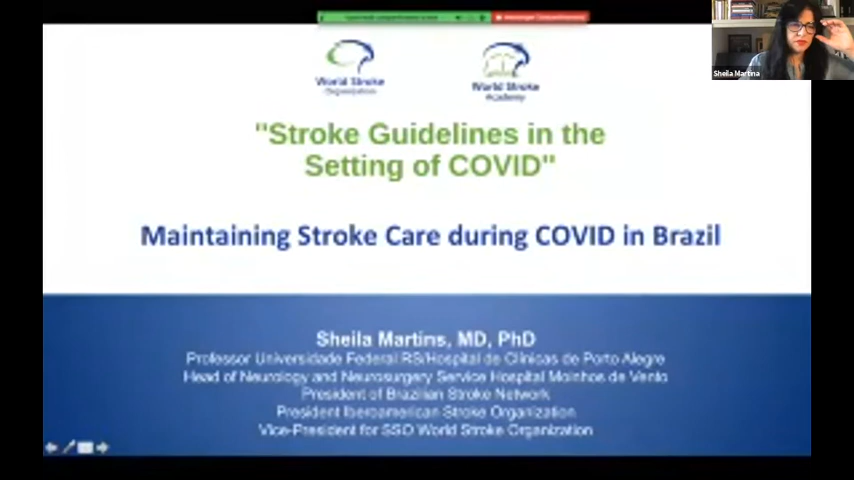 World Stroke
Organization
World Stroke
Academy
"Stroke Guidelines in the
Setting of COVID"
Maintaining Stroke Care during COVID in Brazil
Sheila Martins, MD, PhD
Professor Universidade Federal RS/Hospital de Clínicas de Porto Alegre
Head of Neurology and Neurosurgery Service Hospital Moinhos de Vento
President of Brazilian Stroke Network
President Iberoamerican Stroke Organization
Vice-President for SSO World Stroke Organization
Sheila Martina